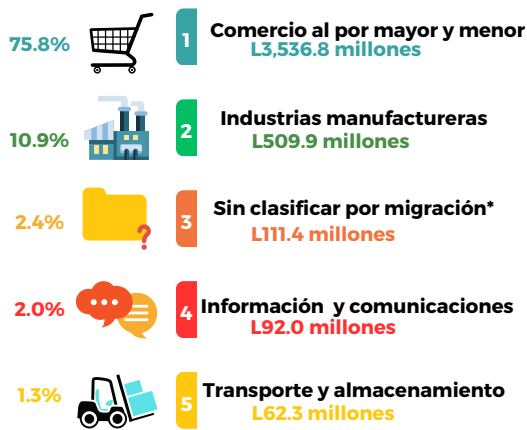 75.8%
1
Comercio al por mayor y menor
L3,536.8 millones
10.9%
2
Industrias manufactureras
L509.9 millones
2.4%
?
3
Sin clasificar por migración*
L111.4 millones
2.0%
4
Información y comunicaciones
L92.0 millones
1.3%
5
Transporte y almacenamiento
L62.3 millones